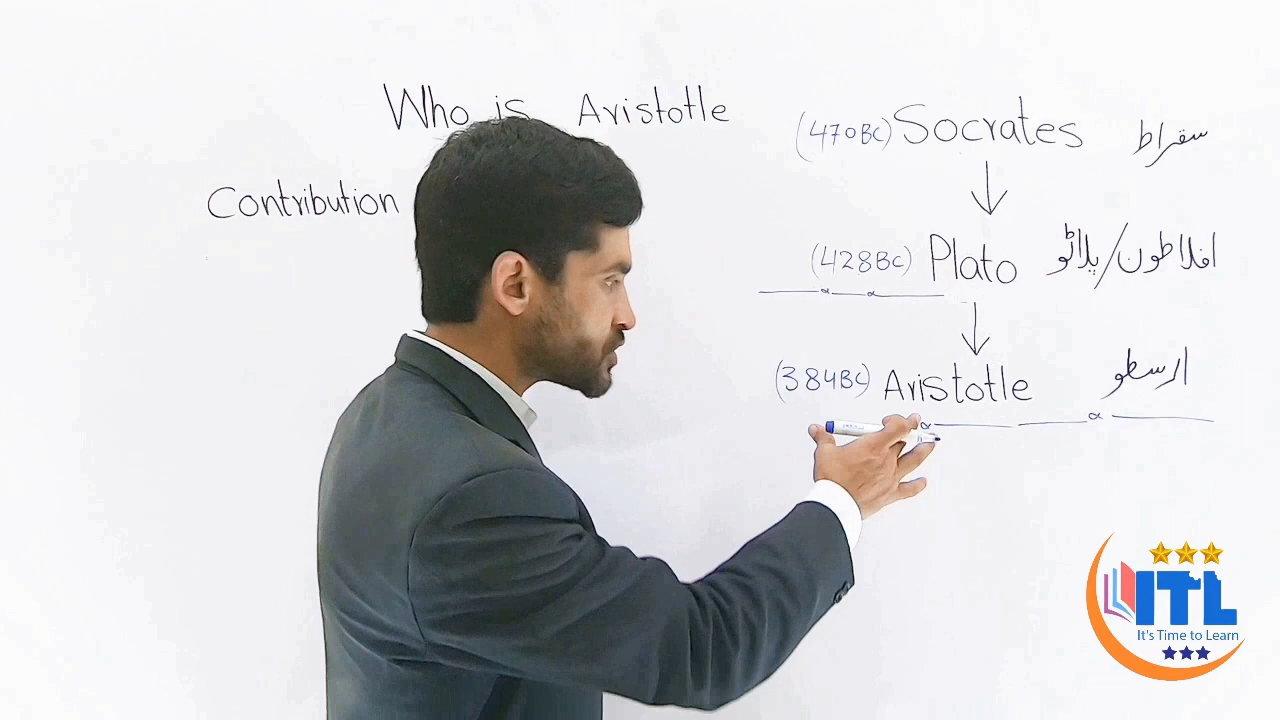 Who is Aristotle
Contribution
(470BC) Socrates سقراط
(428BC) Plato افلاطون/پلاٹو
(384BC) Aristotle ارسطو
ITL
It's Time to Learn